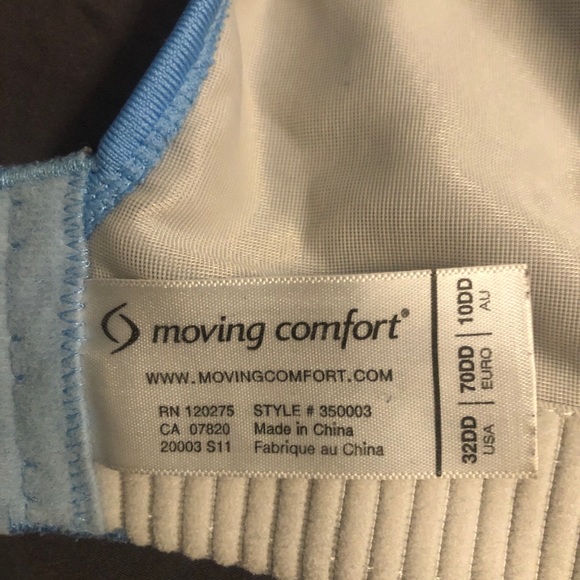 moving comfort®
WWW.MOVINGCOMFORT.COM
RN 120275 STYLE # 350003
CA 07820 Made in China
20003 S11 Fabrique au China
32DD | 70DD | 10DD
USA | EURO | AU